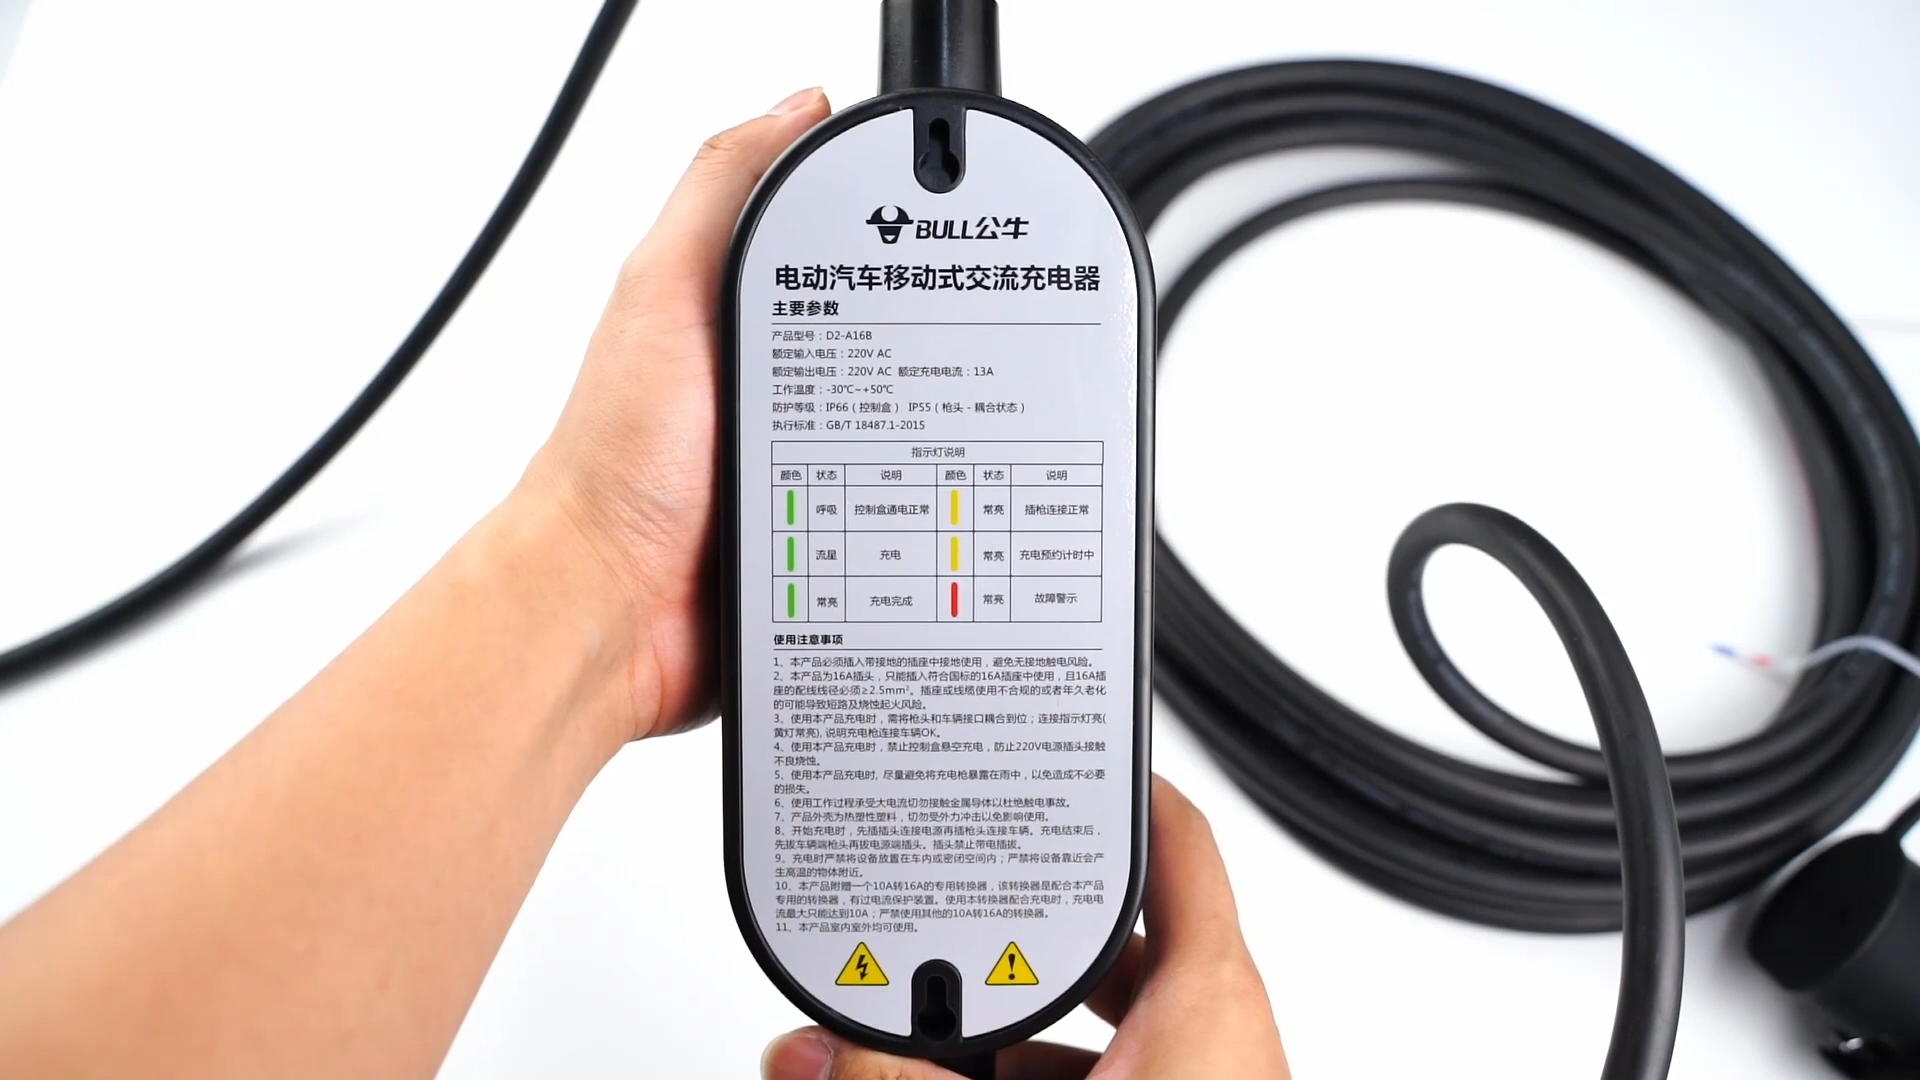 BULL公牛
电动汽车移动式交流充电器
主要参数
产品型号：D2-A16B
额定输入电压：220V AC
额定输出电压：220V AC 额定充电电流：13A
工作温度：-30℃~+50℃
防护等级：IP66（控制盒） IP55（枪头-耦合状态）
执行标准：GB/T 18487.1-2015
指示灯说明
颜色 状态 说明 颜色 状态 说明
呼吸 控制盒通电正常 常亮 插枪连接正常
流星 充电 常亮 充电预约计时中
常亮 充电完成 常亮 故障警示
使用注意事项
1、本产品必须插入带接地的插座中接地使用，避免无接地触电风险。
2、本产品为16A插头，只能插入符合国标的16A插座中使用，且16A插
座的配线线径必须≥2.5mm²。插座或线缆使用不合规的或者年久老化
的可能导致短路及烧蚀起火风险。
3、使用本产品充电时，需将枪头和车辆接口耦合到位；连接指示灯亮(
黄灯常亮), 说明充电枪连接车辆OK。
4、使用本产品充电时，禁止控制盒悬空充电，防止220V电源插头接触
不良烧蚀。
5、使用本产品充电时, 尽量避免将充电枪暴露在雨中，以免造成不必要
的损失。
6、使用工作过程承受大电流切勿接触金属导体以杜绝触电事故。
7、产品外壳为热塑性塑料，切勿受外力冲击以免影响使用。
8、开始充电时，先插插头连接电源再插枪头连接车辆。充电结束后，
先拔车辆端枪头再拔电源端插头。插头禁止带电插拔。
9、充电时严禁将设备放置在车内或密闭空间内；严禁将设备靠近会产
生高温的物体附近。
10、本产品附赠一个10A转16A的专用转换器，该转换器是配合本产品
专用的转换器，有过电流保护装置。使用本转换器配合充电时，充电电
流最大只能达到10A；严禁使用其他的10A转16A的转换器。
11、本产品室内室外均可使用。